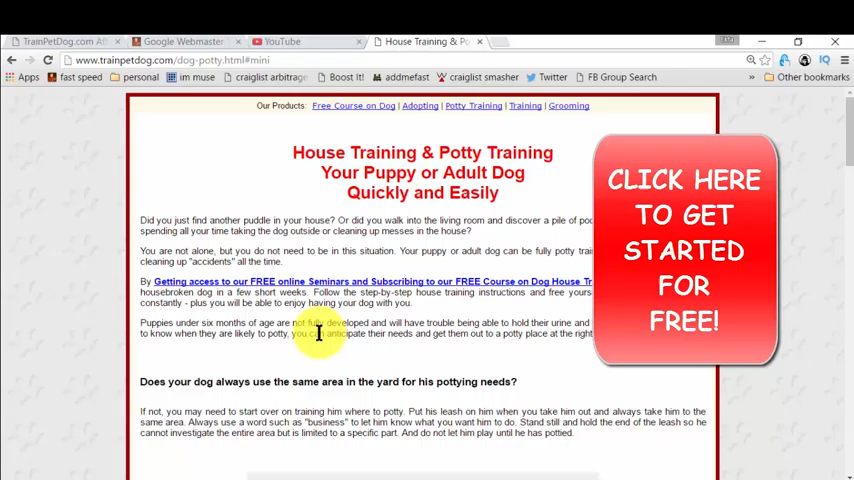 TrainPetDog.com Aff
Google Webmaster
YouTube
House Training & Po
www.trainpetdog.com/dog-potty.html#mini
Apps fast speed personal im muse craiglist arbitrage Boost It! addmefast craiglist smasher Twitter FB Group Search » Other bookmarks
Our Products: Free Course on Dog | Adopting | Potty Training | Training | Grooming
House Training & Potty Training
Your Puppy or Adult Dog
Quickly and Easily
Did you just find another puddle in your house? Or did you walk into the living room and discover a pile of poo
spending all your time taking the dog outside or cleaning up messes in the house?
You are not alone, but you do not need to be in this situation. Your puppy or adult dog can be fully potty trai
cleaning up "accidents" all the time.
By Getting access to our FREE online Seminars and Subscribing to our FREE Course on Dog House Tr
housebroken dog in a few short weeks. Follow the step-by-step house training instructions and free yours
constantly - plus you will be able to enjoy having your dog with you.
Puppies under six months of age are not fully developed and will have trouble being able to hold their urine and
to know when they are likely to potty, you can anticipate their needs and get them out to a potty place at the right
CLICK HERE
TO GET
STARTED
FOR
FREE!
Does your dog always use the same area in the yard for his pottying needs?
If not, you may need to start over on training him where to potty. Put his leash on him when you take him out and always take him to the
same area. Always use a word such as "business" to let him know what you want him to do. Stand still and hold the end of the leash so he
cannot investigate the entire area but is limited to a specific part. And do not let him play until he has pottied.